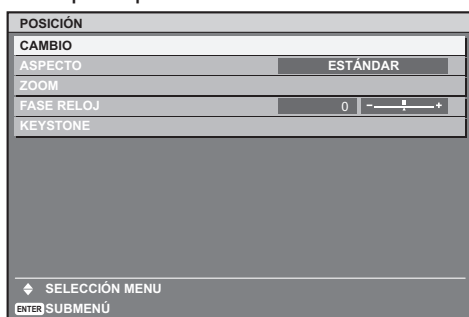 POSICIÓN
CAMBIO
ASPECTO ESTÁNDAR
ZOOM
FASE RELOJ 0 - +
KEYSTONE
SELECCIÓN MENU
ENTER SUBMENÚ